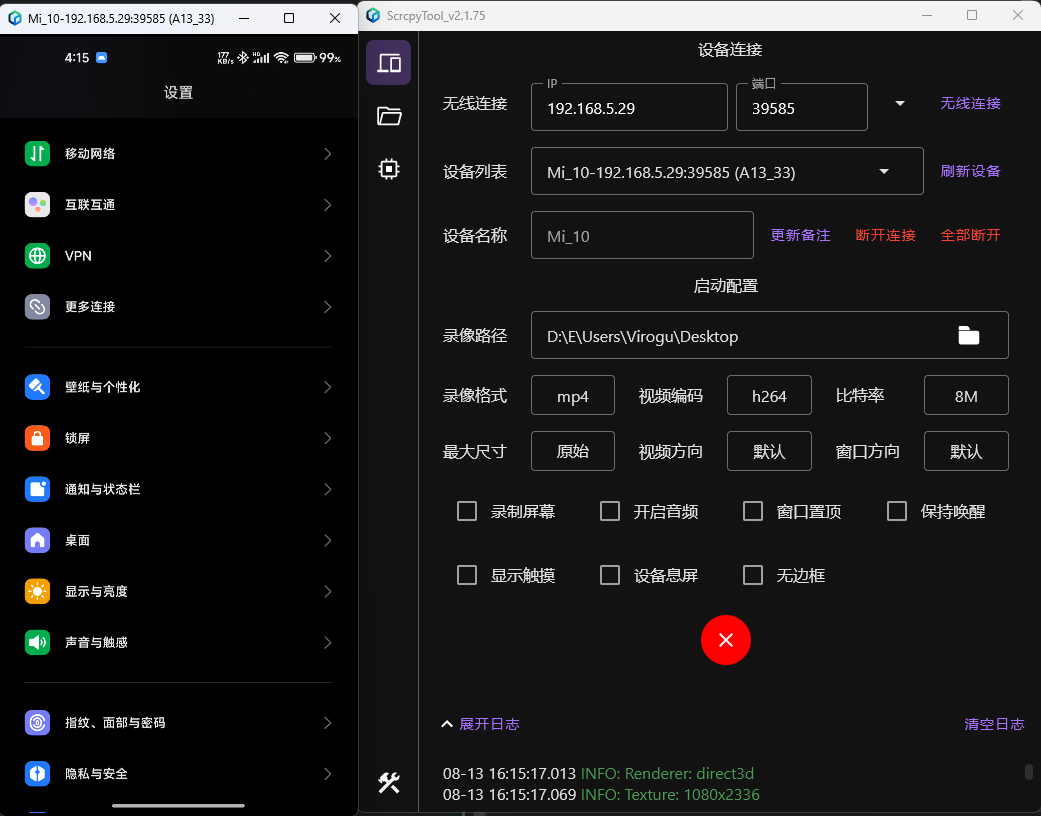 Mi_10-192.168.5.29:39585 (A13_33)
4:15
177 KB/s
HD
99%
设置
移动网络
互联互通
VPN
更多连接
壁纸与个性化
锁屏
通知与状态栏
桌面
显示与亮度
声音与触感
指纹、面部与密码
隐私与安全
ScrcpyTool_v2.1.75
设备连接
无线连接
IP
192.168.5.29
端口
39585
无线连接
设备列表
Mi_10-192.168.5.29:39585 (A13_33)
刷新设备
设备名称
Mi_10
更新备注
断开连接
全部断开
启动配置
录像路径
D:\E\Users\Virogu\Desktop
录像格式
mp4
视频编码
h264
比特率
8M
最大尺寸
原始
视频方向
默认
窗口方向
默认
录制屏幕
开启音频
窗口置顶
保持唤醒
显示触摸
设备息屏
无边框
展开日志
清空日志
08-13 16:15:17.013 INFO: Renderer: direct3d
08-13 16:15:17.069 INFO: Texture: 1080x2336